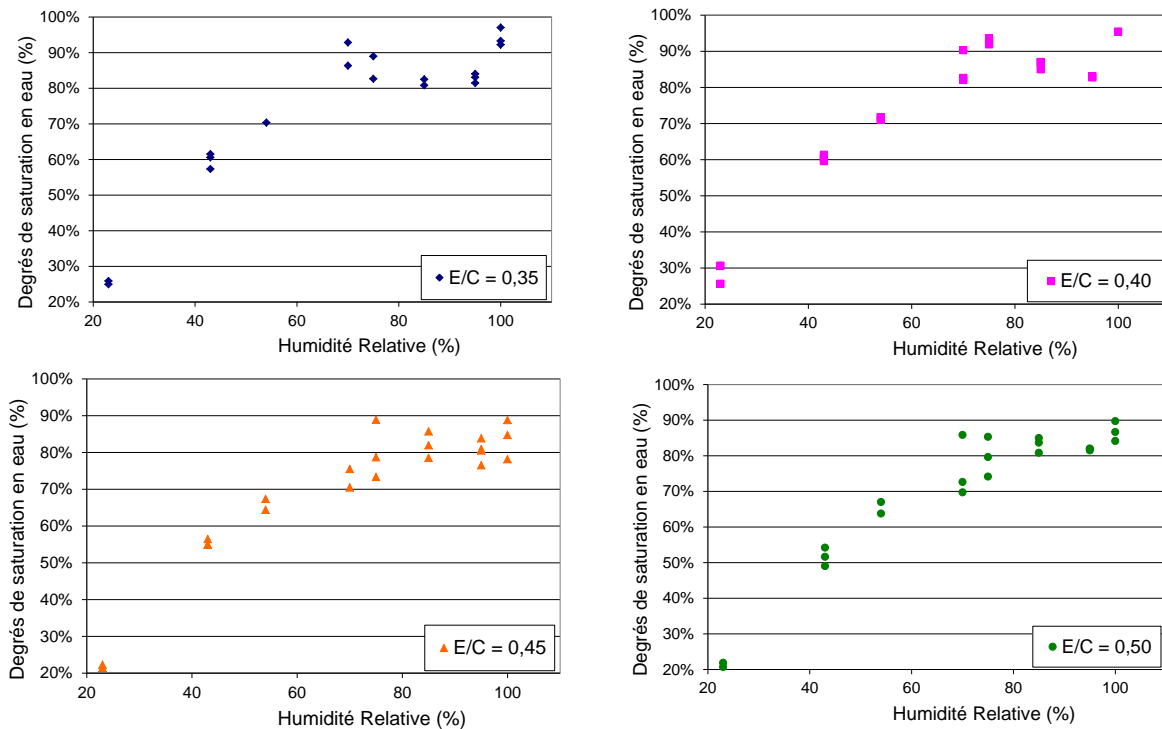 100%
90%
80%
70%
60%
50%
40%
30%
20%
20 40 60 80 100
Humidité Relative (%)
Degrés de saturation en eau (%)
E/C = 0,35
100%
90%
80%
70%
60%
50%
40%
30%
20%
20 40 60 80 100
Humidité Relative (%)
Degrés de saturation en eau (%)
E/C = 0,40
100%
90%
80%
70%
60%
50%
40%
30%
20%
20 40 60 80 100
Humidité Relative (%)
Degrés de saturation en eau (%)
E/C = 0,45
100%
90%
80%
70%
60%
50%
40%
30%
20%
20 40 60 80 100
Humidité Relative (%)
Degrés de saturation en eau (%)
E/C = 0,50